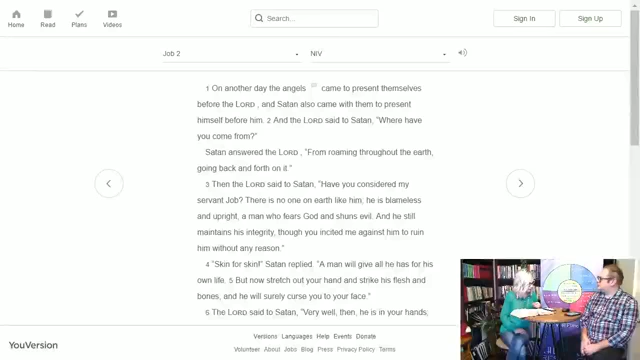 Home
Read
Plans
Videos
Search...
Sign In
Sign Up
Job 2
NIV
1 On another day the angels came to present themselves
before the LORD, and Satan also came with them to present
himself before him. 2 And the LORD said to Satan, "Where have
you come from?"
Satan answered the LORD , "From roaming throughout the earth,
going back and forth on it "
3 Then the LORD said to Satan, "Have you considered my
servant Job? There is no one on earth like him, he is blameless
and upright, a man who fears God and shuns evil. And he still
maintains his integrity, though you incited me against him to ruin
him without any reason."
4 "Skin for skin!" Satan replied. "A man will give all he has for his
own life. 5 But now stretch out your hand and strike his flesh and
bones, and he will surely curse you to your face."
6 The LORD said to Satan, "Very well, then, he is in your hands;
YouVersion
Versions Languages Help Events Donate
Volunteer About Jobs Blog Press Privacy Policy Terms